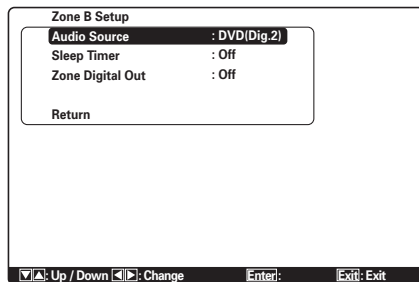 Zone B Setup
Audio Source : DVD(Dig.2)
Sleep Timer : Off
Zone Digital Out : Off
Return
▼▲: Up / Down ◀▶: Change Enter: Exit: Exit